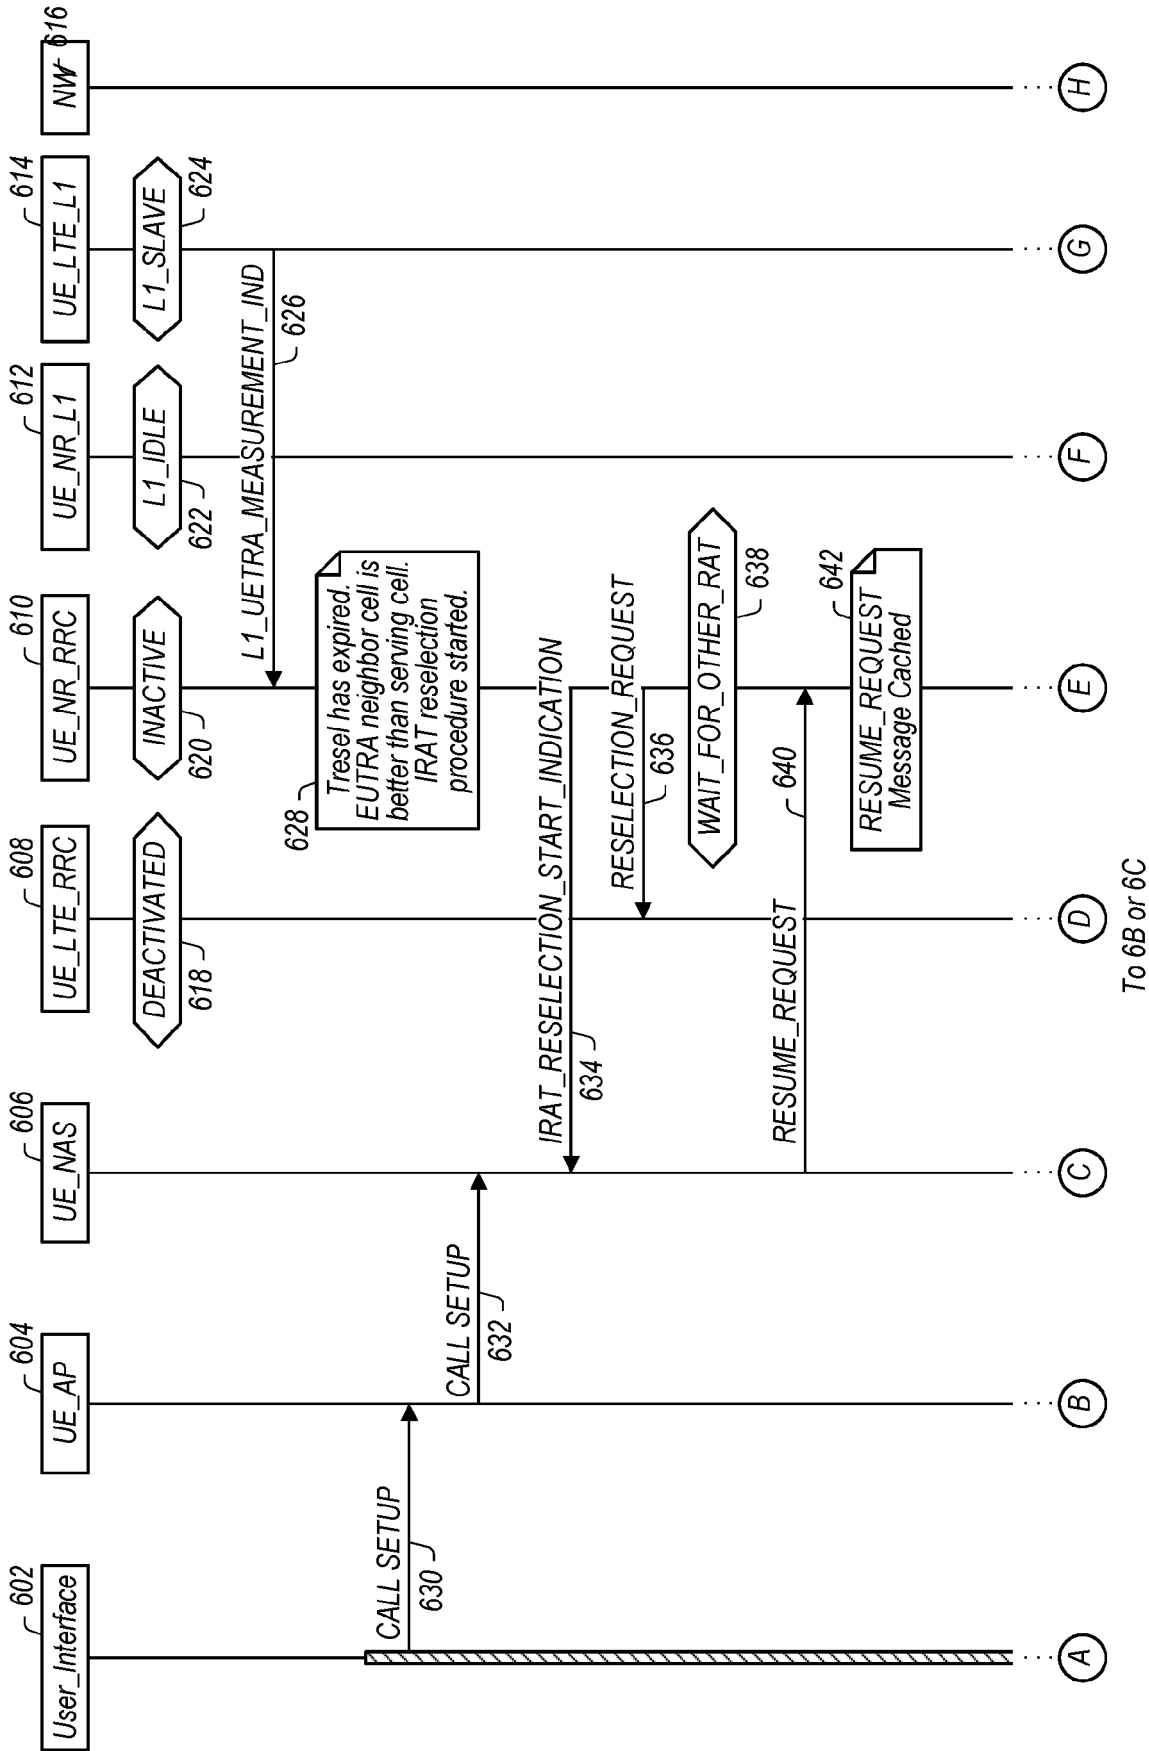 User_Interface
602
UE_AP
604
UE_NAS
606
UE_LTE_RRC
608
UE_NR_RRC
610
UE_NR_L1
612
UE_LTE_L1
614
NW
616
DEACTIVATED
618
INACTIVE
620
L1_IDLE
622
L1_SLAVE
624
L1_UETRA_MEASUREMENT_IND
626
Tresel has expired.
EUTRA neighbor cell is
better than serving cell.
IRAT reselection
procedure started.
628
CALL SETUP
630
CALL SETUP
632
IRAT_RESELECTION_START_INDICATION
634
RESELECTION_REQUEST
636
WAIT_FOR_OTHER_RAT
638
RESUME_REQUEST
640
RESUME_REQUEST
Message Cached
642
A
B
C
D
E
F
G
H
To 6B or 6C